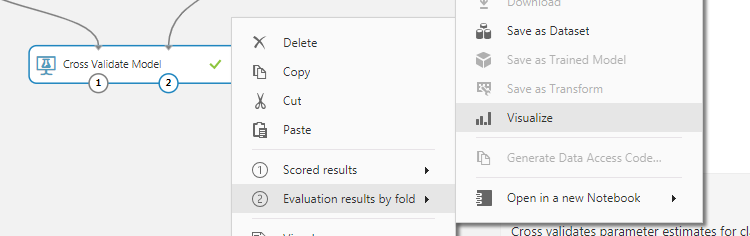 Download
Save as Dataset
Save as Trained Model
Save as Transform
Visualize
Generate Data Access Code...
Open in a new Notebook
Cross Validate Model
1
2
Delete
Copy
Cut
Paste
1 Scored results
2 Evaluation results by fold
Cross validates parameter estimates for cl